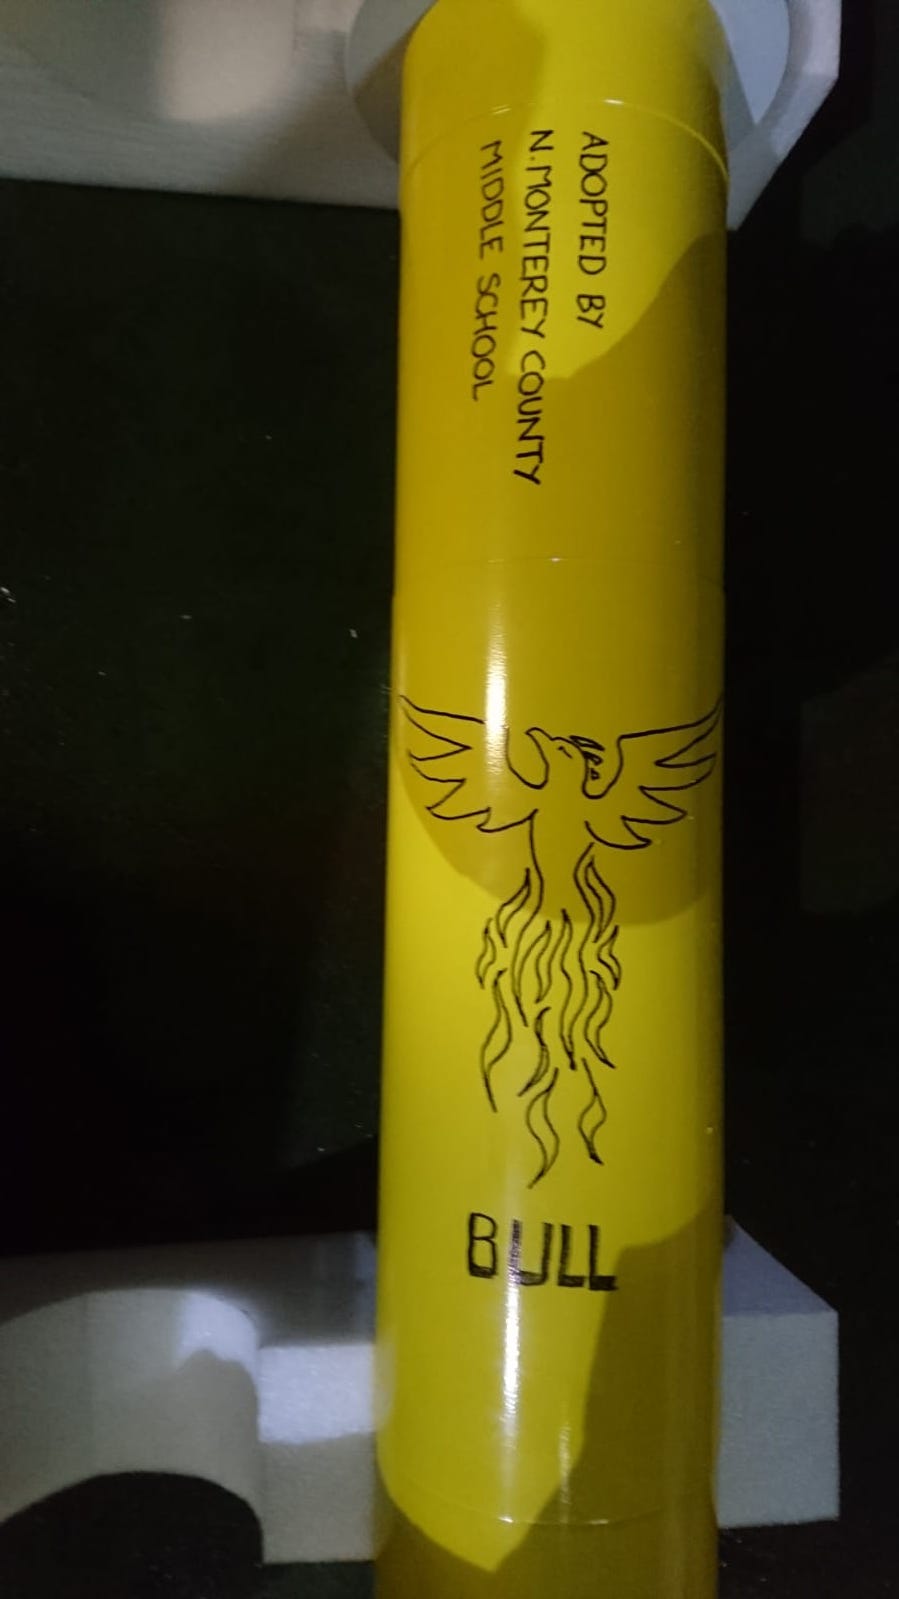 ADOPTED BY
N. MONTEREY COUNTY
MIDDLE SCHOOL
BULL